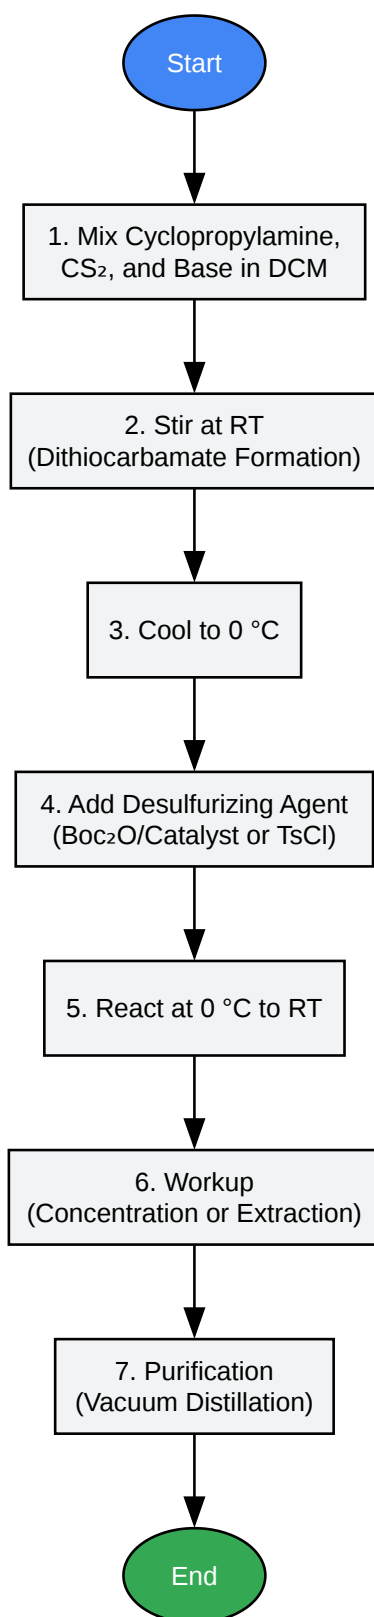 Start
1. Mix Cyclopropylamine,
CS₂, and Base in DCM
2. Stir at RT
(Dithiocarbamate Formation)
3. Cool to 0 °C
4. Add Desulfurizing Agent
(Boc₂O/Catalyst or TsCl)
5. React at 0 °C to RT
6. Workup
(Concentration or Extraction)
7. Purification
(Vacuum Distillation)
End